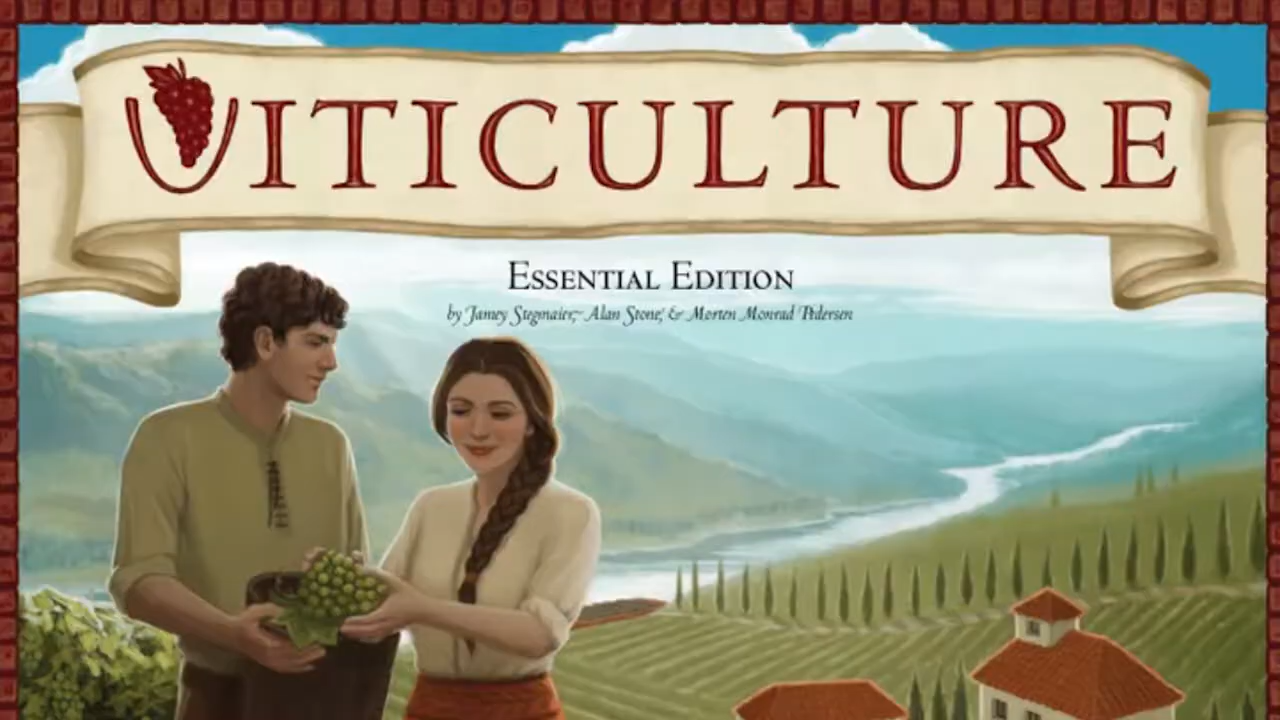 VITICULTURE
ESSENTIAL EDITION
by Jamey Stegmaier, Alan Stone, & Morten Monrad Pedersen